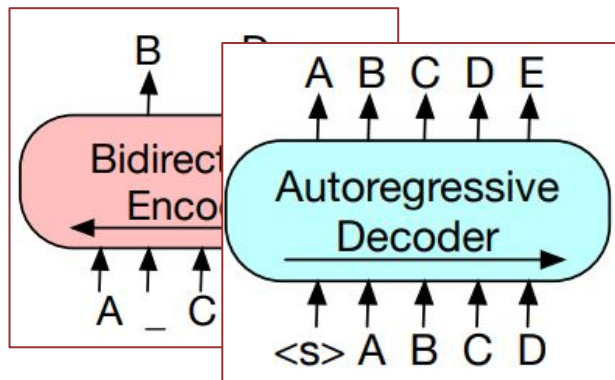 B
Bidirect
Enco
A _ C
A B C D E
Autoregressive
Decoder
<s> A B C D